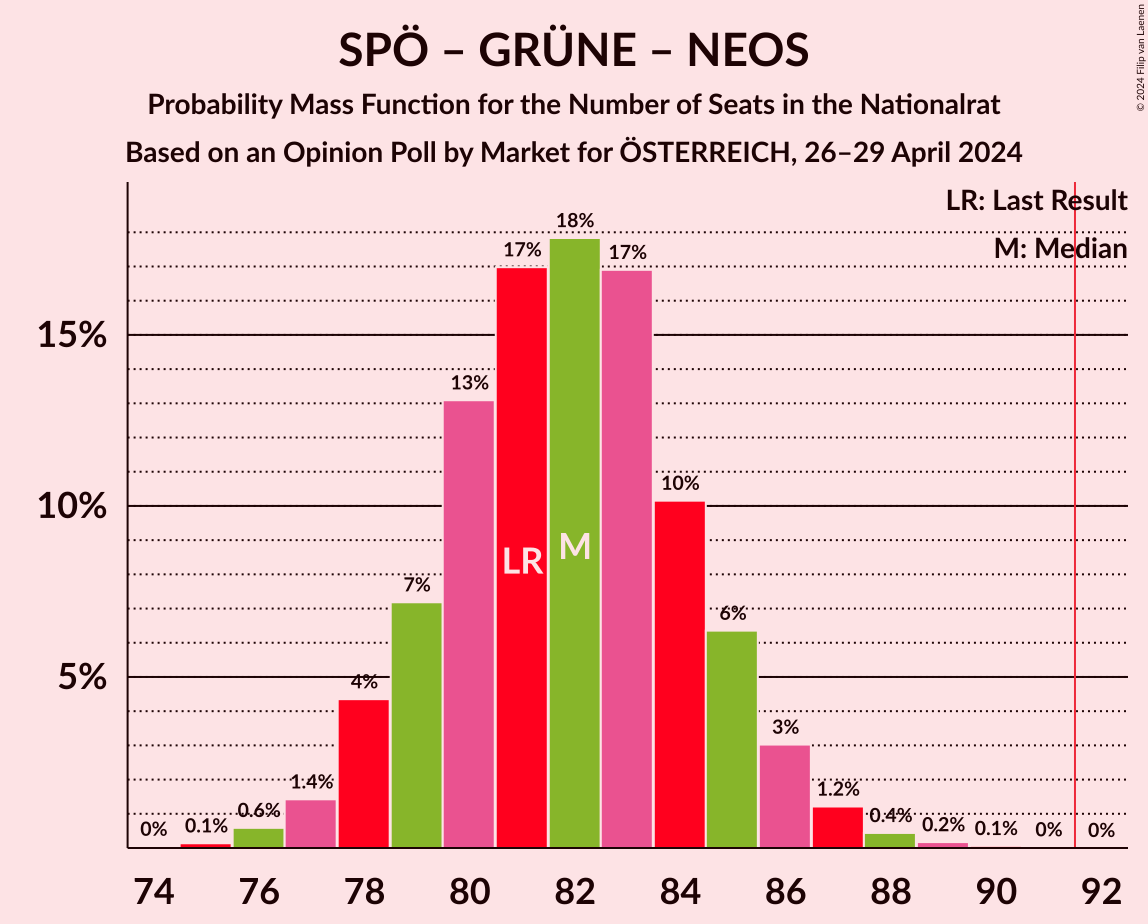 SPÖ – GRÜNE – NEOS
Probability Mass Function for the Number of Seats in the Nationalrat
Based on an Opinion Poll by Market for ÖSTERREICH, 26–29 April 2024
© 2024 Filip van Laenen
LR: Last Result
M: Median
15%
10%
5%
0%
0.1%
0.6%
1.4%
4%
7%
13%
17%
18%
17%
10%
6%
3%
1.2%
0.4%
0.2%
0.1%
0%
0%
LR
M
74 76 78 80 82 84 86 88 90 92